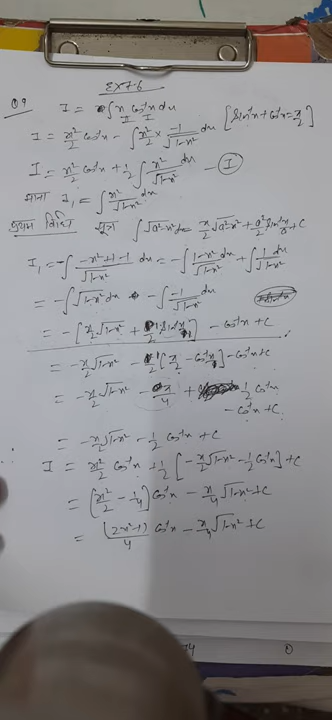 EX 7.6
Q 9 I = ∫ x cos⁻¹x dx
II I
I = x²/2 cos⁻¹x - ∫ x²/2 × -1/√1-x² dx [sin⁻¹x + cos⁻¹x = π/2]
I = x²/2 cos⁻¹x + 1/2 ∫ x²/√1-x² dx — (I)
माना I₁ = ∫ x²/√1-x² dx
प्रथम विधि सूत्र ∫ √a²-x² dx = x/2 √a²-x² + a²/2 sin⁻¹ x/a + C
I₁ = -∫ -x²+1-1/√1-x² dx = -∫ 1-x²/√1-x² dx + ∫ 1/√1-x² dx
= -∫ √1-x² dx - ∫ -1/√1-x² dx
= -[x/2 √1-x² + 1/2 sin⁻¹ x/1] - cos⁻¹x + C
= -x/2 √1-x² - 1/2 [π/2 - cos⁻¹x] - cos⁻¹x + C
= -x/2 √1-x² - π/4 + 1/2 cos⁻¹x
- cos⁻¹x + C
= -x/2 √1-x² - 1/2 cos⁻¹x + C
∴ I = x²/2 cos⁻¹x + 1/2 [-x/2 √1-x² - 1/2 cos⁻¹x] + C
= [x²/2 - 1/4] cos⁻¹x - x/4 √1-x² + C
= (2x²-1)/4 cos⁻¹x - x/4 √1-x² + C